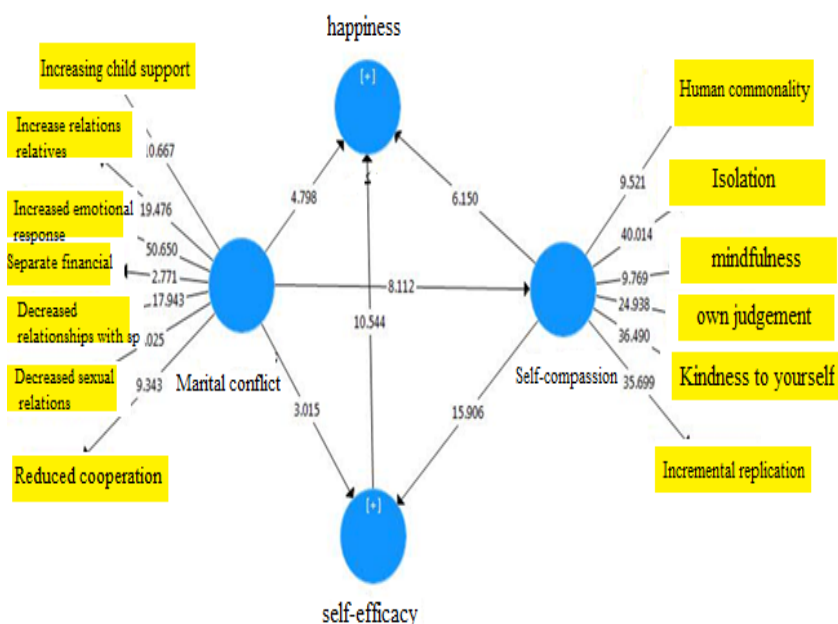 happiness
[+]
Increasing child support
Human commonality
Increase relations
relatives
0.667
Isolation
9.521
19.476
4.798
6.150
Increased emotional
response
40.014
50.650
mindfulness
Separate financial
2.771
9.769
8.112
17.943
24.938
own judgement
Decreased
relationships with sp
10.544
.025
36.490
Kindness to yourself
Decreased sexual
relations
9.343
Marital conflict
Self-compassion
35.699
3.015
15.906
Reduced cooperation
Incremental replication
[+]
self-efficacy